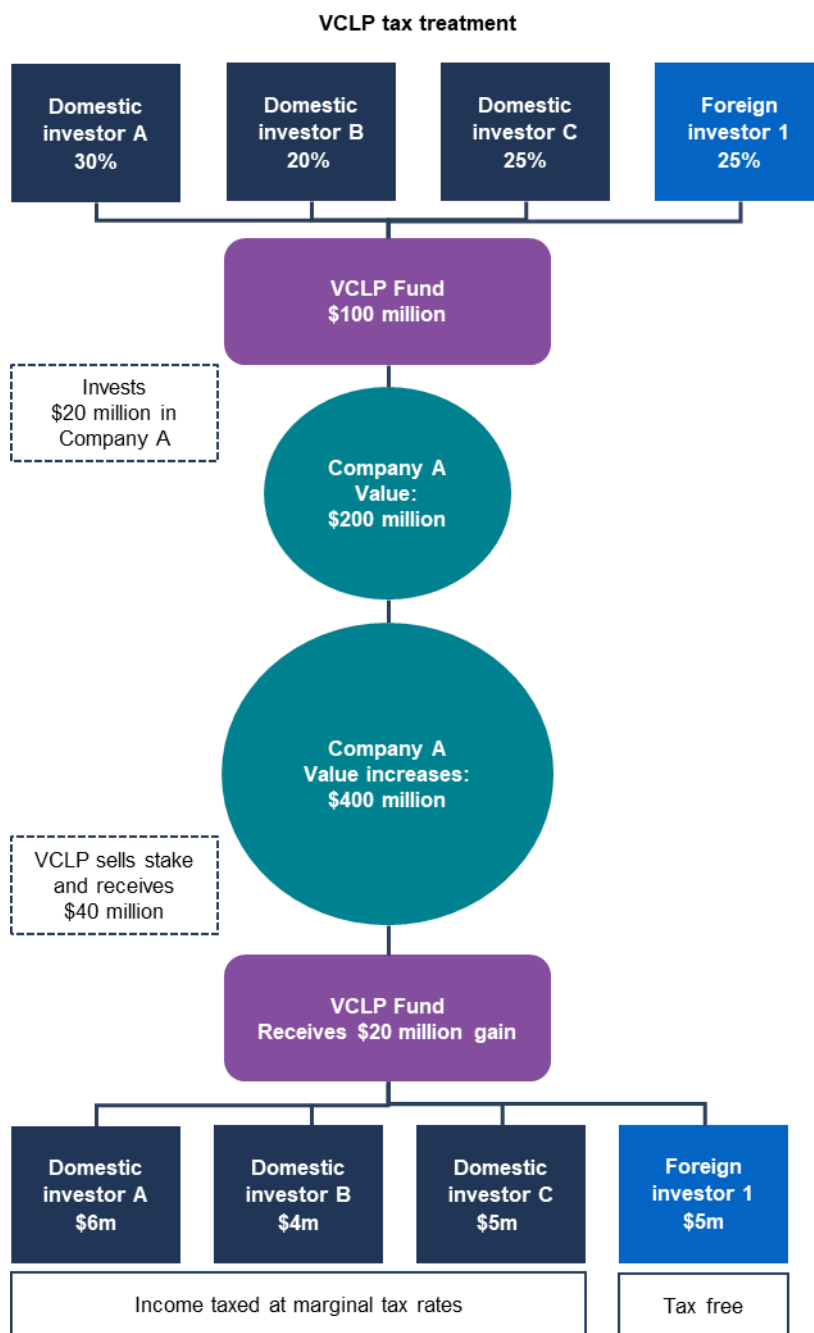 VCLP tax treatment
Domestic
investor A
30%
Domestic
investor B
20%
Domestic
investor C
25%
Foreign
investor 1
25%
VCLP Fund
$100 million
Invests
$20 million in
Company A
Company A
Value:
$200 million
Company A
Value increases:
$400 million
VCLP sells stake
and receives
$40 million
VCLP Fund
Receives $20 million gain
Domestic
investor A
$6m
Domestic
investor B
$4m
Domestic
investor C
$5m
Foreign
investor 1
$5m
Income taxed at marginal tax rates
Tax free